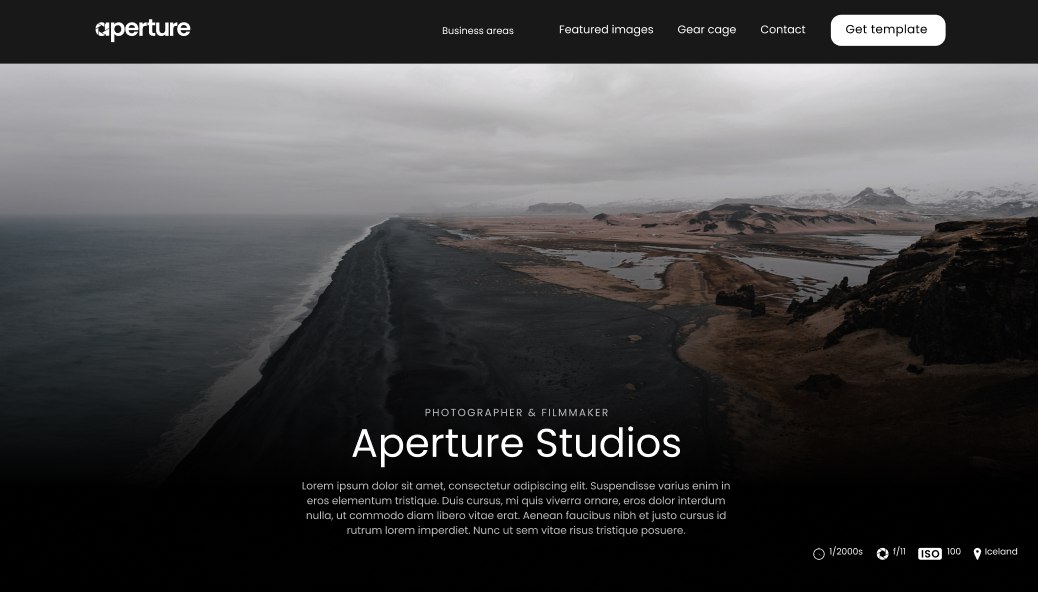 aperture
Business areas
Featured images
Gear cage
Contact
Get template
PHOTOGRAPHER & FILMMAKER
Aperture Studios
Lorem ipsum dolor sit amet, consectetur adipiscing elit. Suspendisse varius enim in
eros elementum tristique. Duis cursus, mi quis viverra ornare, eros dolor interdum
nulla, ut commodo diam libero vitae erat. Aenean faucibus nibh et justo cursus id
rutrum lorem imperdiet. Nunc ut sem vitae risus tristique posuere.
1/2000s
f/11
ISO 100
Iceland